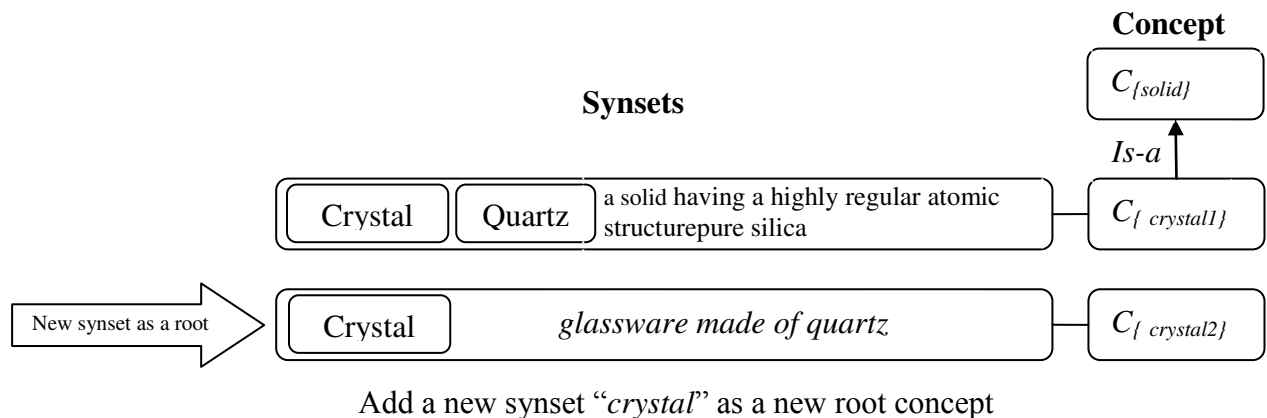 Concept
C{solid}
Synsets
Is-a
Crystal Quartz a solid having a highly regular atomic
structurepure silica
C{ crystal1}
New synset as a root
Crystal glassware made of quartz
C{ crystal2}
Add a new synset “crystal” as a new root concept